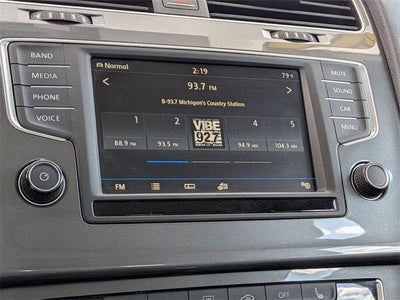 BAND
MEDIA
PHONE
VOICE
Normal
2:19
79°F
93.7 FM
B-93.7 Michigan's Country Station
1
2
4
5
VIBE
92.7
88.9 FM
93.5 FM
94.9 HD1
104.3 HD1
FM
MUTE
SOUND
CAR
MENU
OFF